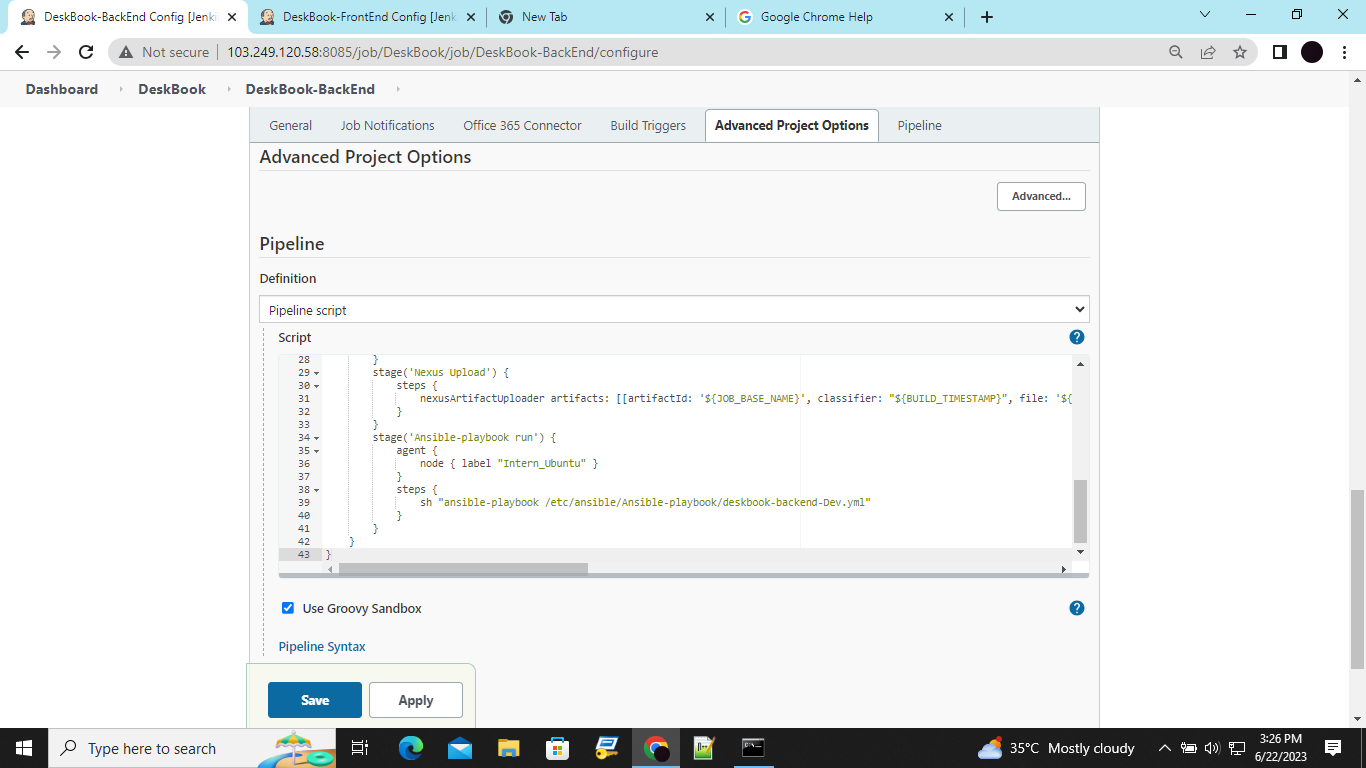 DeskBook-BackEnd Config [Jenki
DeskBook-FrontEnd Config [Jenk
New Tab
Google Chrome Help
Not secure
103.249.120.58:8085/job/DeskBook/job/DeskBook-BackEnd/configure
Dashboard DeskBook DeskBook-BackEnd
General Job Notifications Office 365 Connector Build Triggers Advanced Project Options Pipeline
Advanced Project Options
Advanced...
Pipeline
Definition
Pipeline script
Script
?
28 }
29 stage('Nexus Upload') {
30 steps {
31 nexusArtifactUploader artifacts: [[artifactId: '${JOB_BASE_NAME}', classifier: "${BUILD_TIMESTAMP}", file: '${
32 }
33 }
34 stage('Ansible-playbook run') {
35 agent {
36 node { label "Intern_Ubuntu" }
37 }
38 steps {
39 sh "ansible-playbook /etc/ansible/Ansible-playbook/deskbook-backend-Dev.yml"
40 }
41 }
42 }
43 }
Use Groovy Sandbox
?
Pipeline Syntax
Save Apply
Type here to search
35°C Mostly cloudy
3:26 PM
6/22/2023